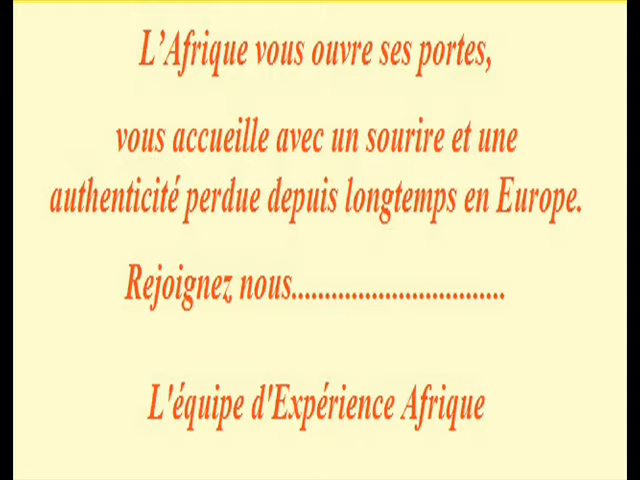 L’Afrique vous ouvre ses portes,
vous accueille avec un sourire et une
authenticité perdue depuis longtemps en Europe.
Rejoignez nous................................
L'équipe d'Expérience Afrique